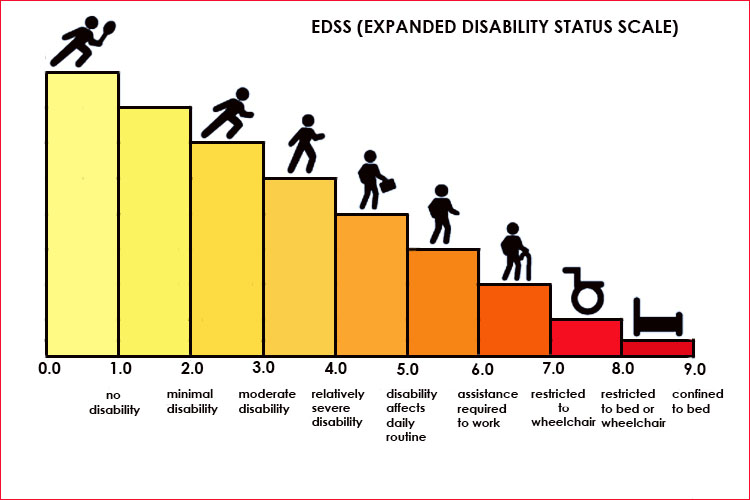 EDSS (EXPANDED DISABILITY STATUS SCALE)
0.0 1.0 2.0 3.0 4.0 5.0 6.0 7.0 8.0 9.0
no
disability
minimal
disability
moderate
disability
relatively
severe
disability
disability
affects
daily
routine
assistance
required
to work
restricted
to
wheelchair
restricted
to bed or
wheelchair
confined
to bed